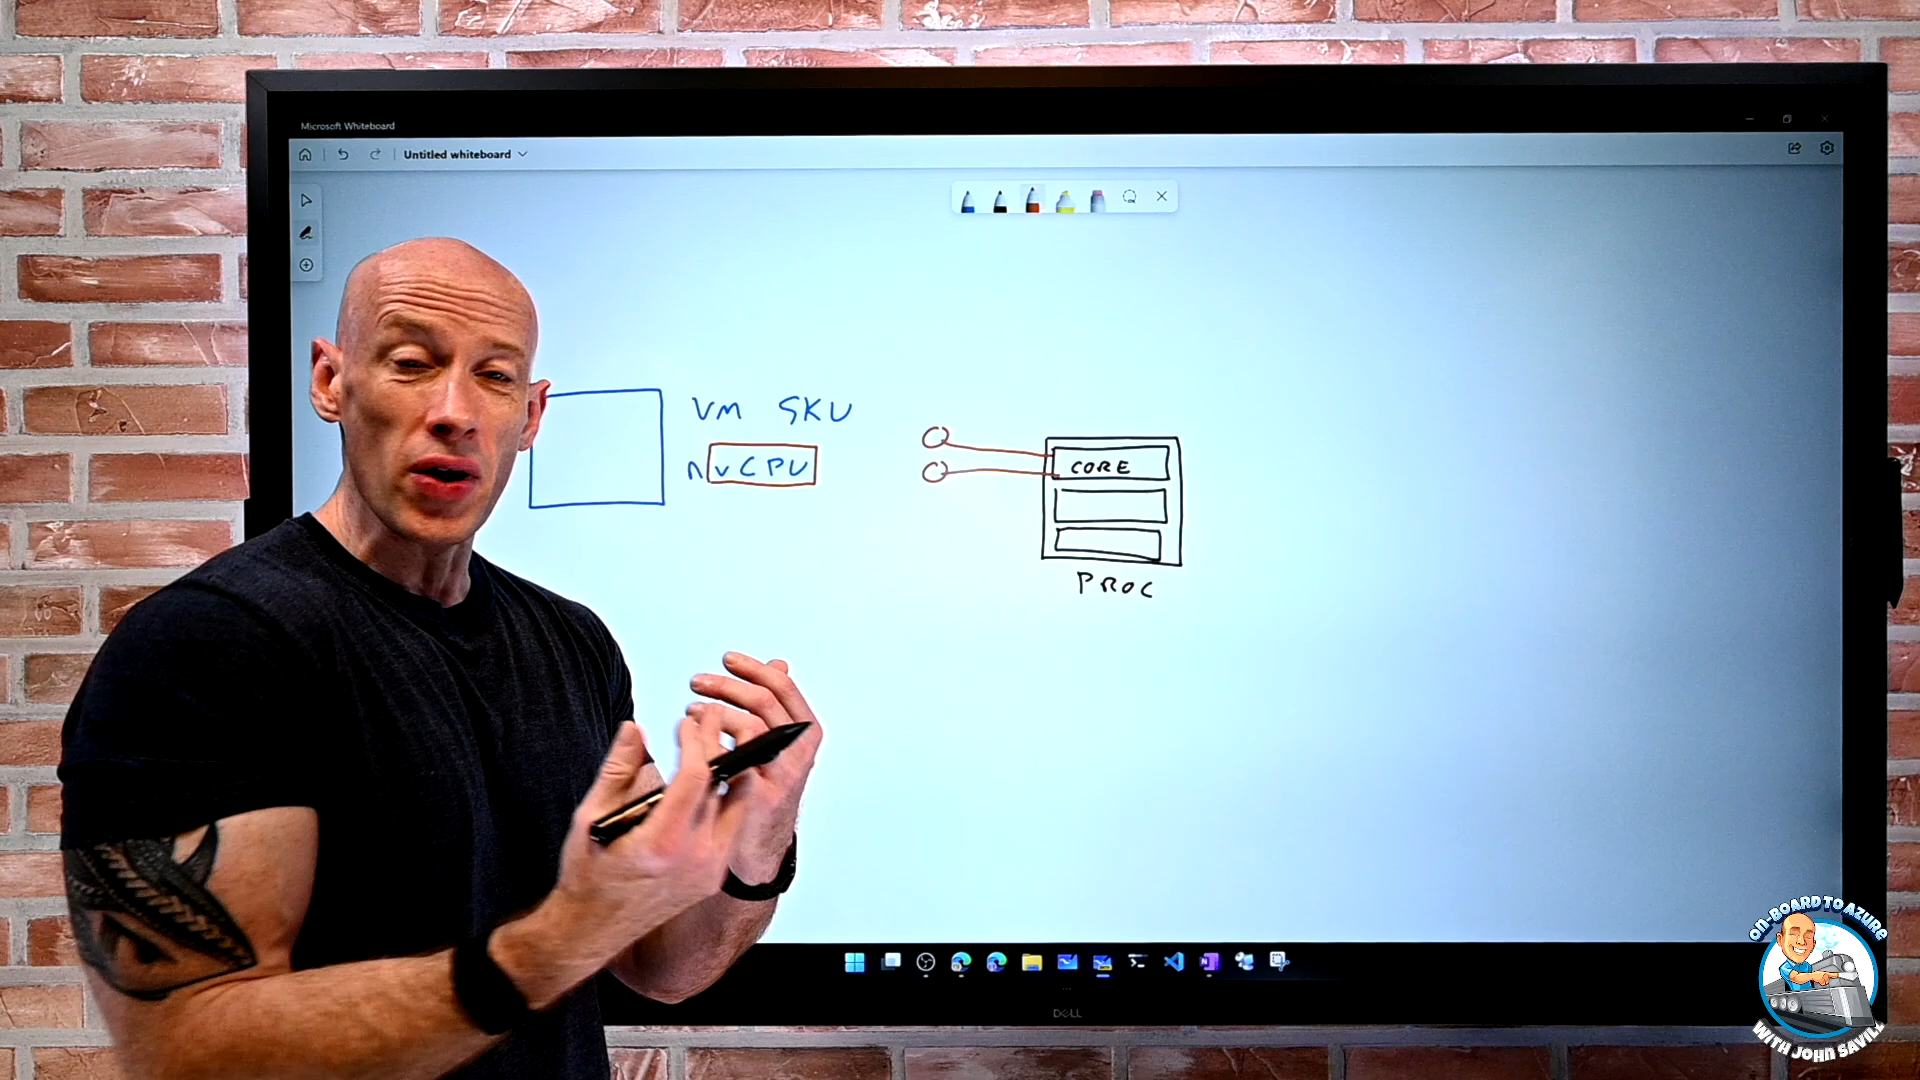 Microsoft Whiteboard
Untitled whiteboard
VM SKU
n vCPU
CORE
PROC
DELL
ON-BOARD TO AZURE
WITH JOHN SAVILL